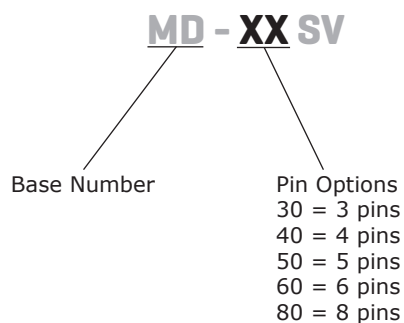 MD - XX SV
Base Number
Pin Options
30 = 3 pins
40 = 4 pins
50 = 5 pins
60 = 6 pins
80 = 8 pins